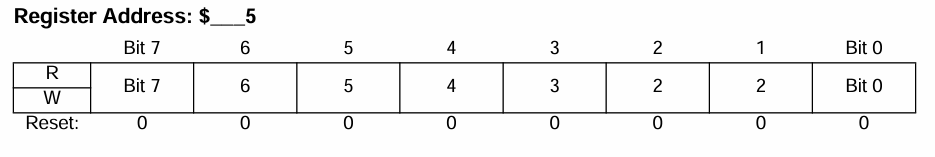 Register Address: $___5
Bit 7 6 5 4 3 2 1 Bit 0
R
Bit 7 6 5 4 3 2 2 Bit 0
W
Reset: 0 0 0 0 0 0 0 0